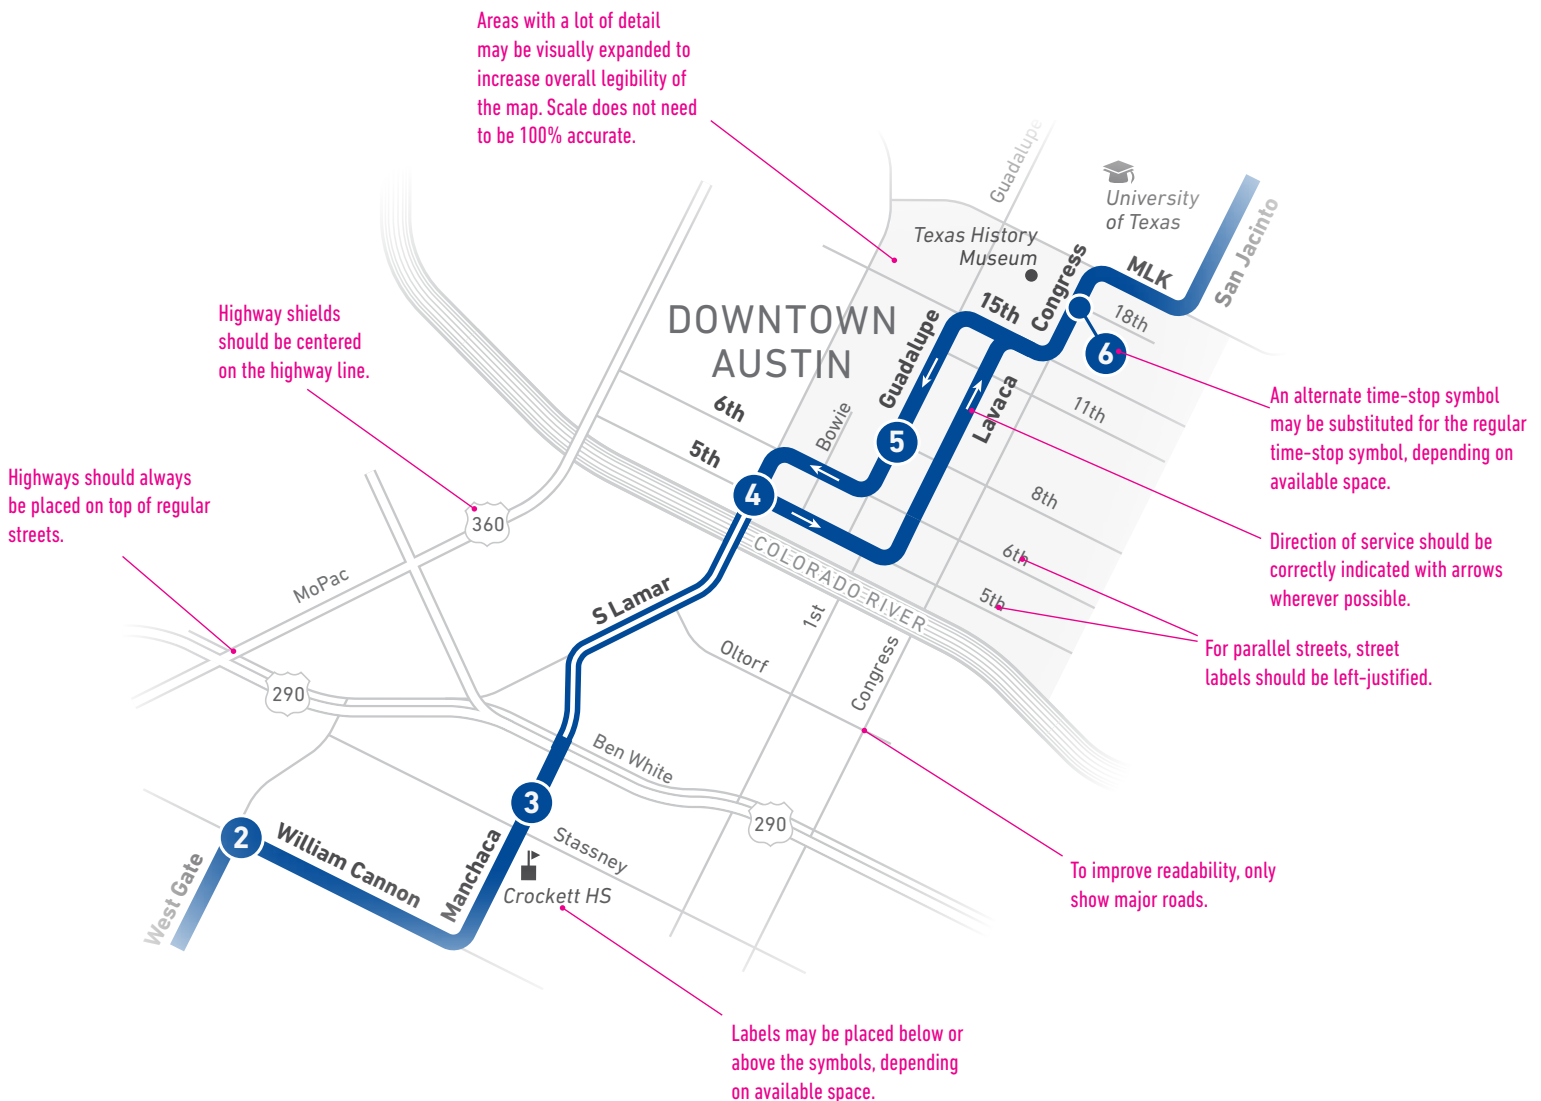 Areas with a lot of detail
may be visually expanded to
increase overall legibility of
the map. Scale does not need
to be 100% accurate.
Guadalupe
University
of Texas
San Jacinto
Texas History
Museum
Congress
MLK
Highway shields
should be centered
on the highway line.
DOWNTOWN
AUSTIN
Guadalupe
15th
18th
6
An alternate time-stop symbol
may be substituted for the regular
time-stop symbol, depending on
available space.
6th
Bowie
Lavaca
11th
5th
5
4
8th
Highways should always
be placed on top of regular
streets.
360
MoPac
COLORADO RIVER
6th
5th
Direction of service should be
correctly indicated with arrows
wherever possible.
S Lamar
1st
Oltorf
Congress
For parallel streets, street
labels should be left-justified.
290
Ben White
290
3
2
William Cannon
West Gate
Manchaca
Stassney
Crockett HS
To improve readability, only
show major roads.
Labels may be placed below or
above the symbols, depending
on available space.